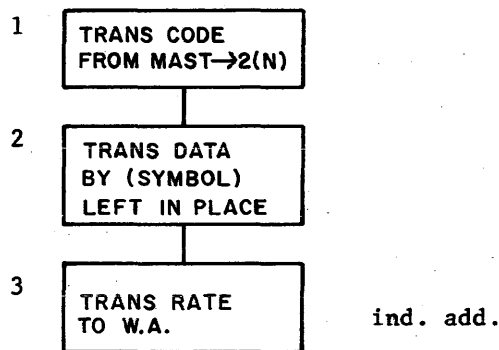 1
TRANS CODE
FROM MAST→2(N)
2
TRANS DATA
BY (SYMBOL)
LEFT IN PLACE
3
TRANS RATE
TO W.A.
ind. add.